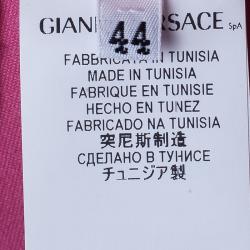 44
GIANNI VERSACE SpA
FABBRICATA IN TUNISIA
MADE IN TUNISIA
FABRIQUE EN TUNISIE
HECHO EN TUNEZ
FABRICADO NA TUNISIA
突尼斯制造
СДЕЛАНО В ТУНИСЕ
チュニジア製